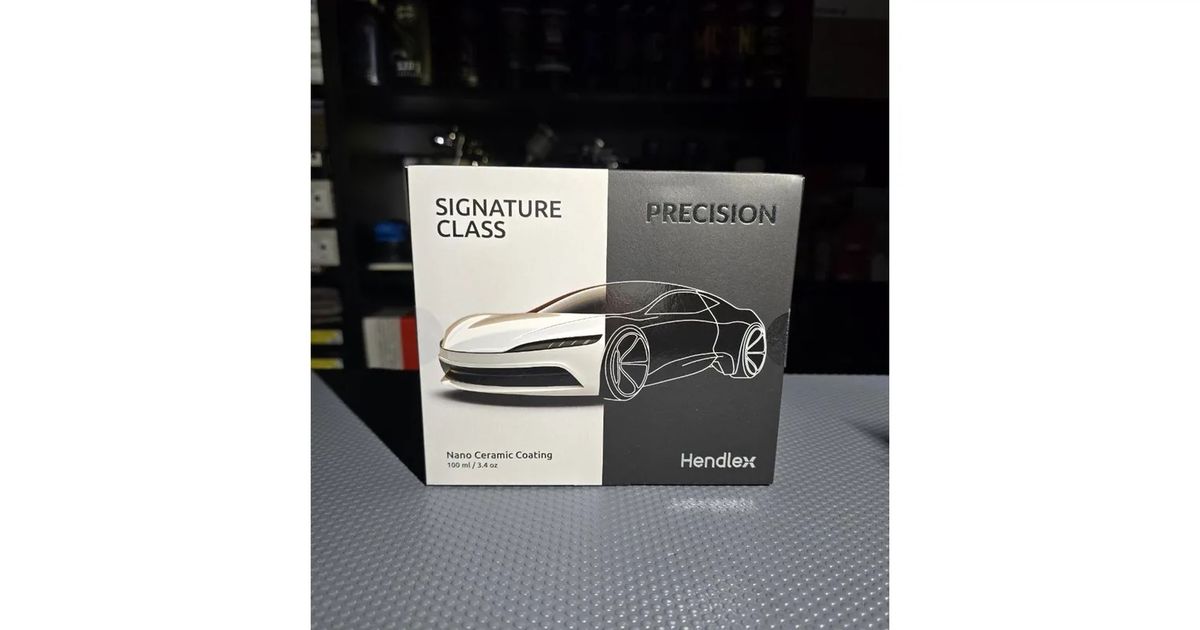 SIGNATURE
CLASS
PRECISION
Nano Ceramic Coating
100 ml / 3.4 oz
Hendlex